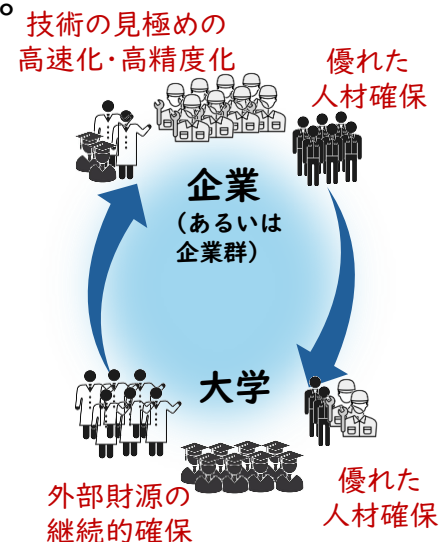 。
技術の見極めの
高速化・高精度化
優れた
人材確保
企業
（あるいは
企業群）
大学
外部財源の
継続的確保
優れた
人材確保